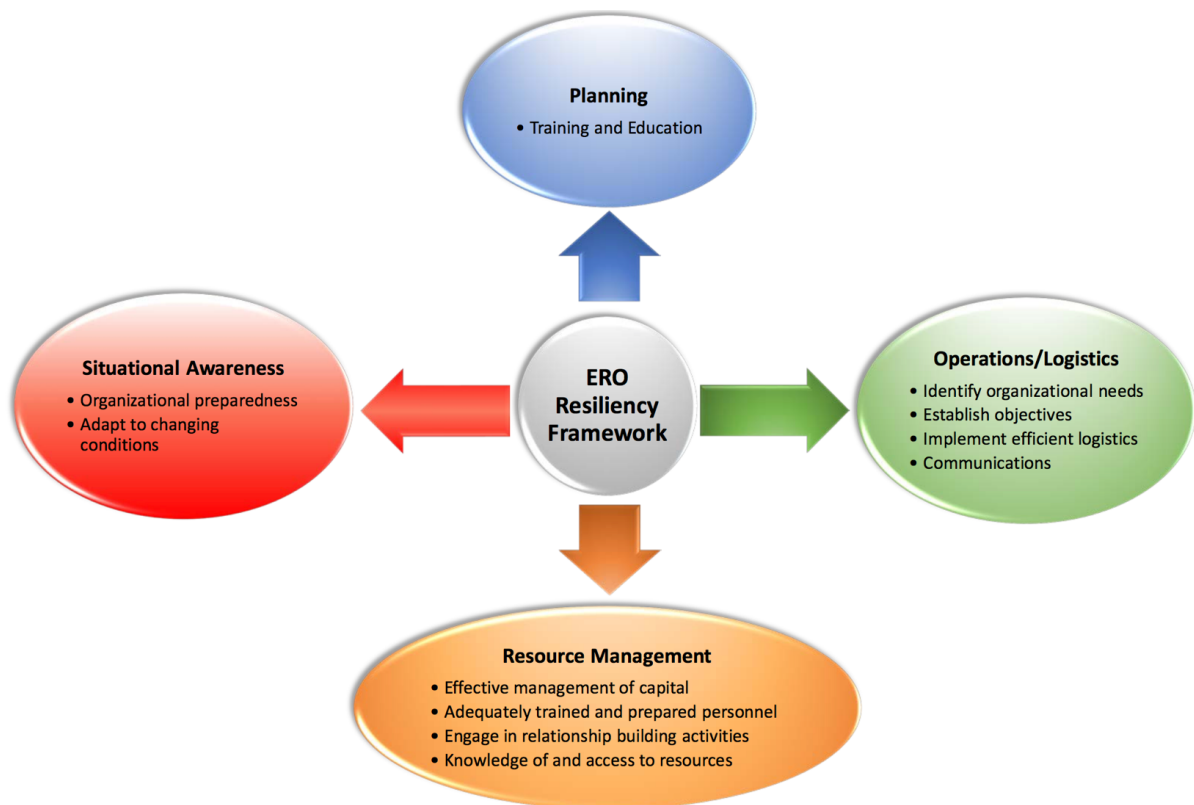 Planning
• Training and Education
Situational Awareness
• Organizational preparedness
• Adapt to changing
conditions
ERO
Resiliency
Framework
Operations/Logistics
• Identify organizational needs
• Establish objectives
• Implement efficient logistics
• Communications
Resource Management
• Effective management of capital
• Adequately trained and prepared personnel
• Engage in relationship building activities
• Knowledge of and access to resources